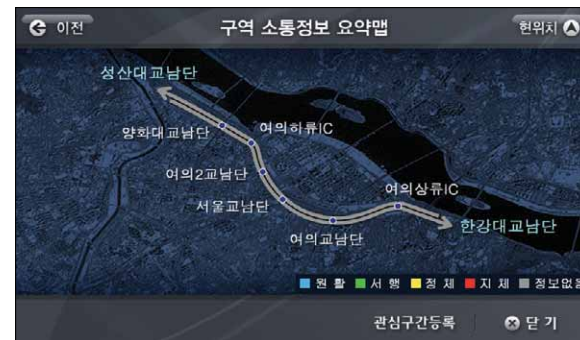 이전 구역 소통정보 요약맵 현위치
성산대교남단
양화대교남단 여의하류IC
여의2교남단
서울교남단 여의상류IC
여의교남단 한강대교남단
원활 서행 정체 지체 정보없음
관심구간등록 닫기